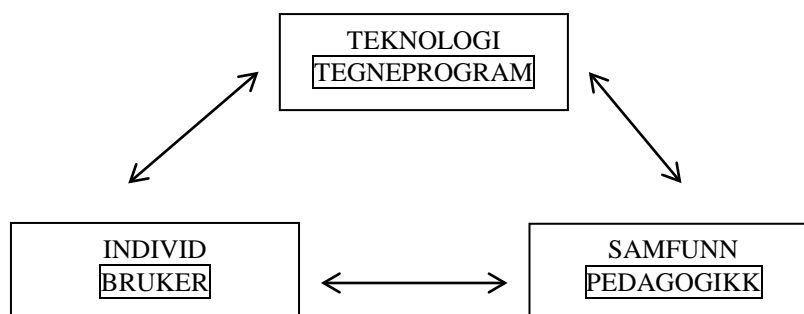 TEKNOLOGI
TEGNEPROGRAM
INDIVID
BRUKER
SAMFUNN
PEDAGOGIKK